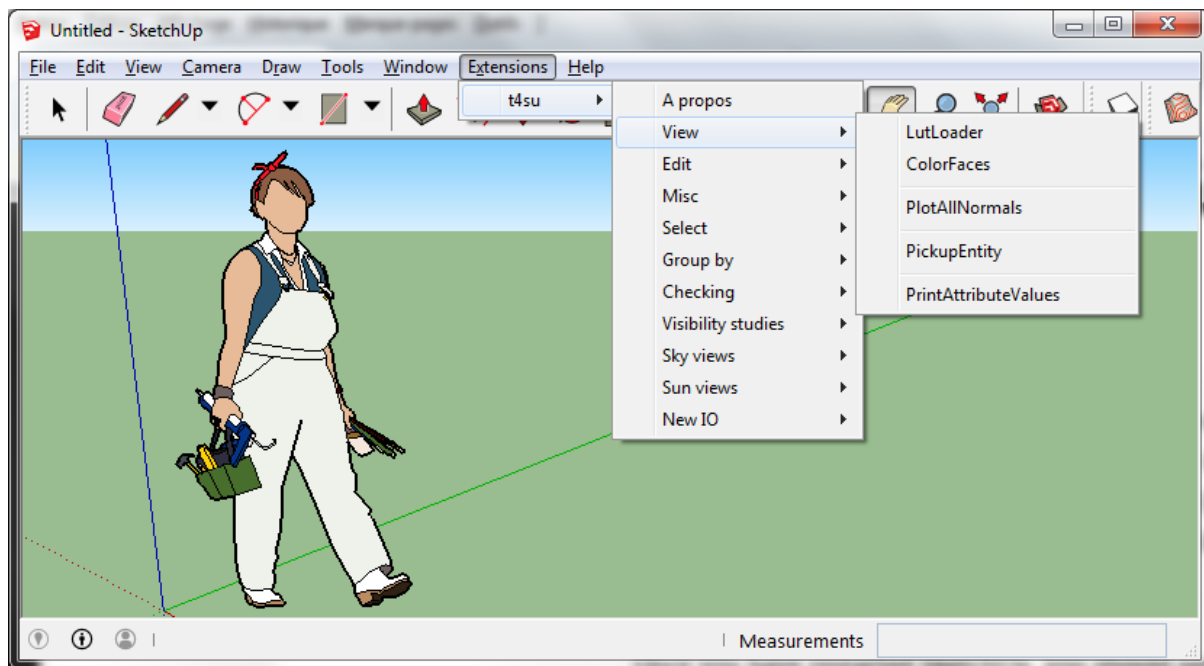 Untitled - SketchUp
File Edit View Camera Draw Tools Window Extensions Help
t4su
A propos
View
Edit
Misc
Select
Group by
Checking
Visibility studies
Sky views
Sun views
New IO
LutLoader
ColorFaces
PlotAllNormals
PickupEntity
PrintAttributeValues
Measurements